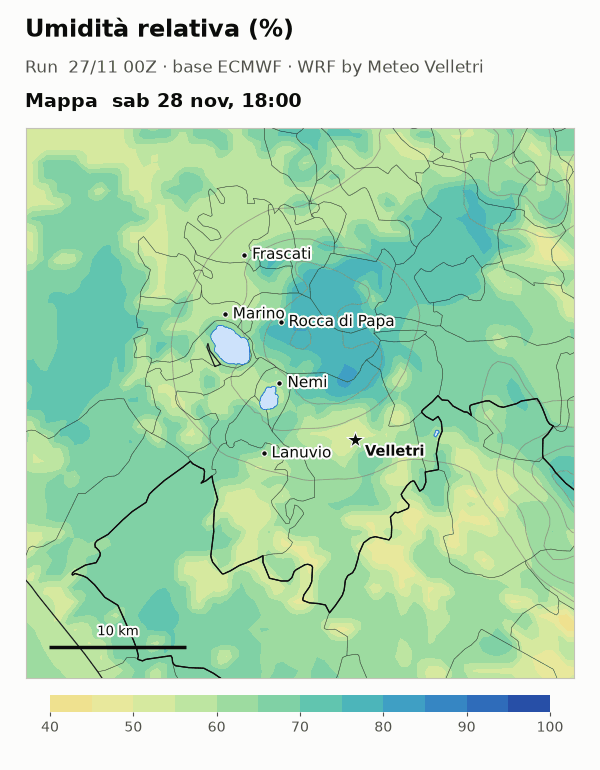 Umidità relativa (%)
Run  27/11 00Z · base ECMWF · WRF by Meteo Velletri
Mappa  sab 28 nov, 18:00
Frascati
Marino
Rocca di Papa
Nemi
Velletri
Lanuvio
10 km
40 50 60 70 80 90 100